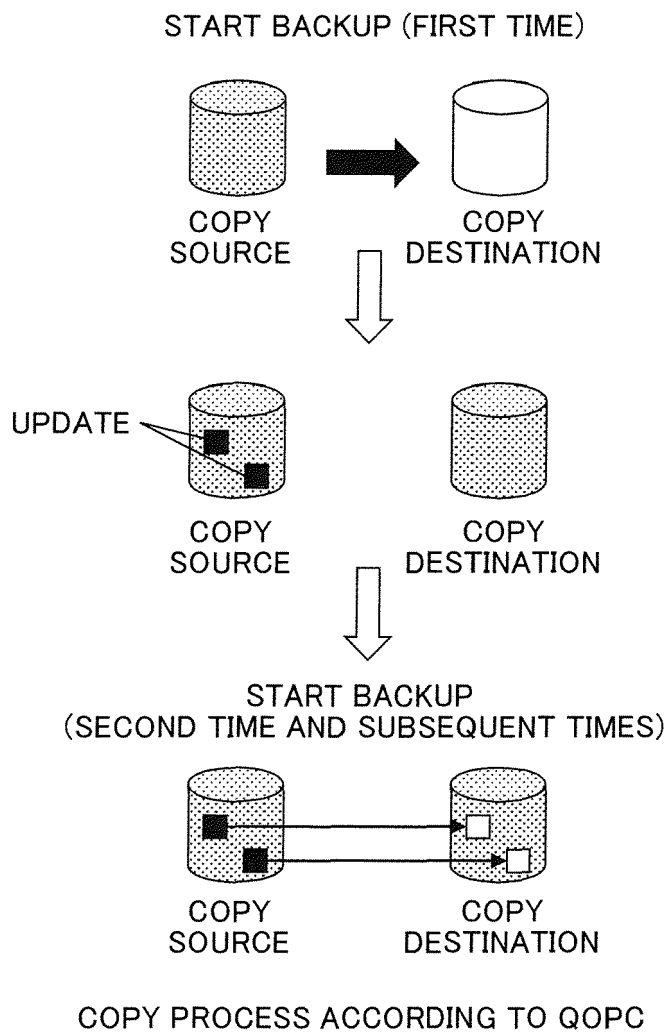 START BACKUP (FIRST TIME)
COPY SOURCE
COPY DESTINATION
UPDATE
COPY SOURCE
COPY DESTINATION
START BACKUP
(SECOND TIME AND SUBSEQUENT TIMES)
COPY SOURCE
COPY DESTINATION
COPY PROCESS ACCORDING TO QOPC